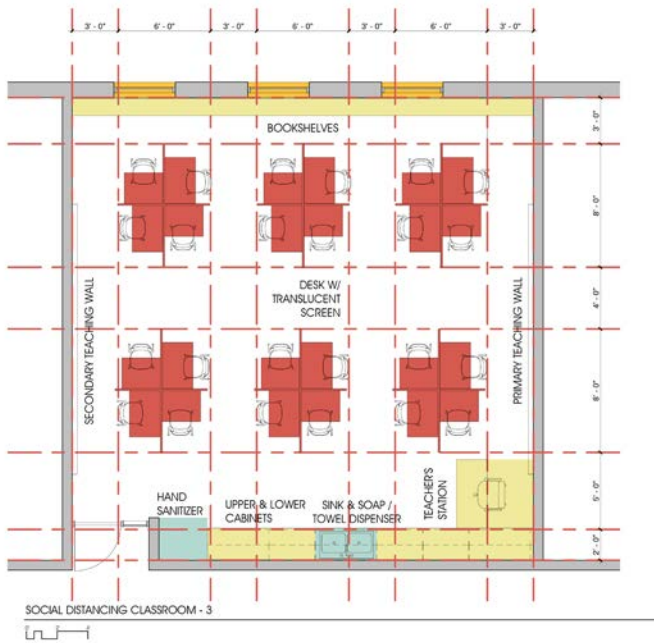 3' - 0" 6' - 0" 3' - 0" 6' - 0" 3' - 0" 6' - 0" 3' - 0"
BOOKSHELVES
3' - 0"
8' - 0"
DESK W/
TRANSLUCENT
SCREEN
4' - 0"
SECONDARY TEACHING WALL
PRIMARY TEACHING WALL
8' - 0"
HAND
SANITIZER
UPPER & LOWER
CABINETS
SINK & SOAP /
TOWEL DISPENSER
TEACHER'S
STATION
5' - 0"
2' - 0"
SOCIAL DISTANCING CLASSROOM - 3